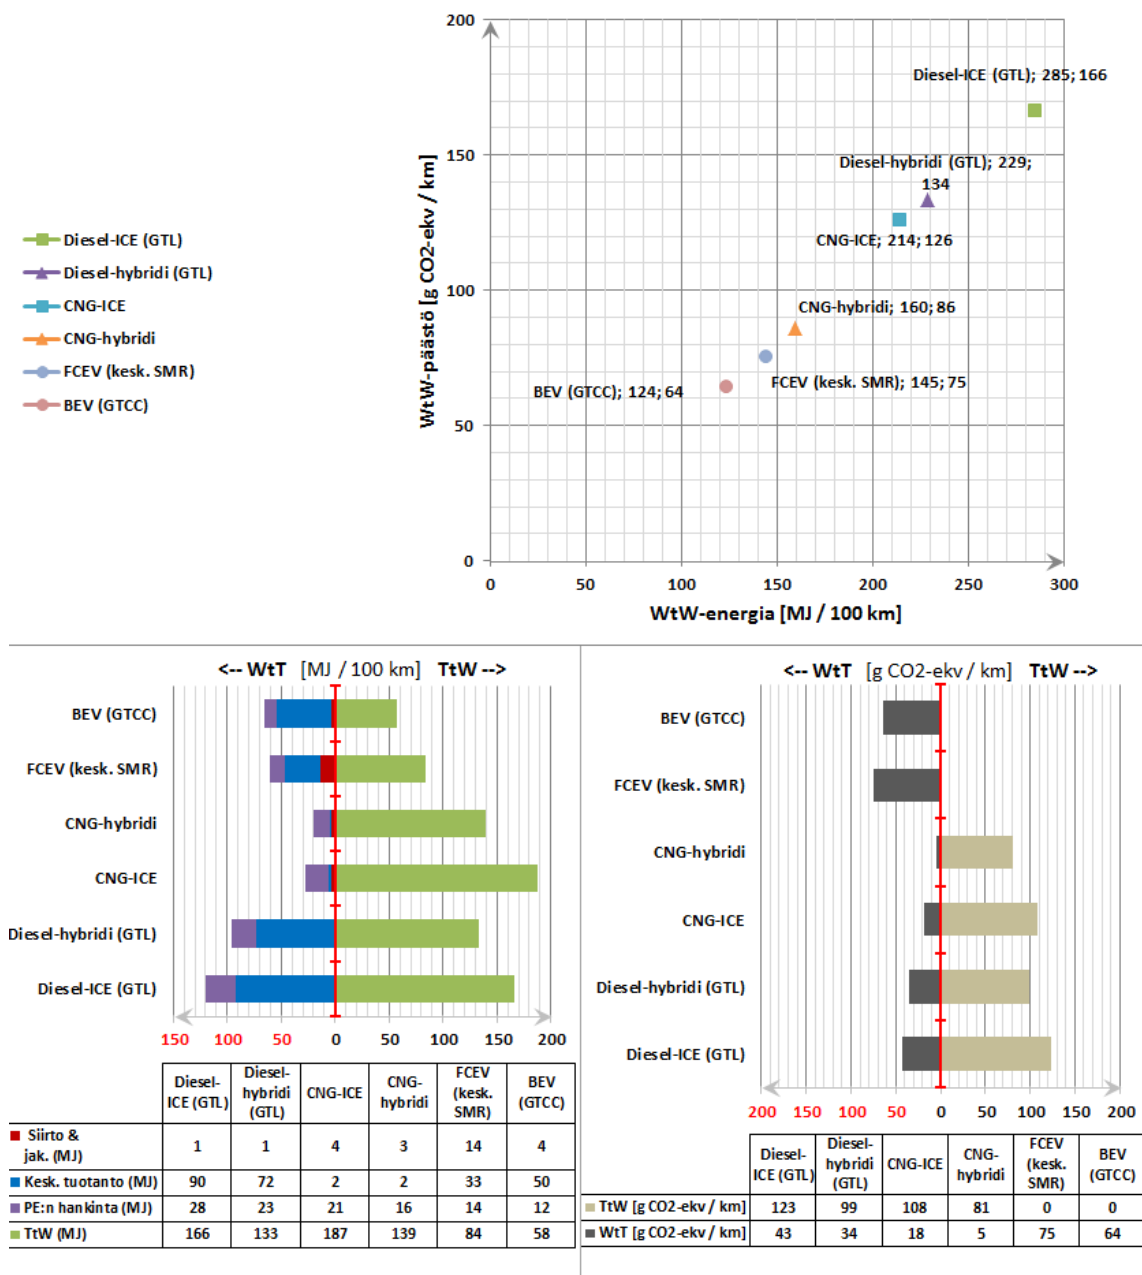 200
150
100
50
0
WtW-päästö [g CO2-ekv / km]
Diesel-ICE (GTL); 285; 166
Diesel-hybridi (GTL); 229;
134
CNG-ICE; 214; 126
CNG-hybridi; 160; 86
FCEV (kesk. SMR); 145; 75
BEV (GTCC); 124; 64
0 50 100 150 200 250 300
WtW-energia [MJ / 100 km]
Diesel-ICE (GTL)
Diesel-hybridi (GTL)
CNG-ICE
CNG-hybridi
FCEV (kesk. SMR)
BEV (GTCC)
<-- WtT [MJ / 100 km] TtW -->
BEV (GTCC)
FCEV (kesk. SMR)
CNG-hybridi
CNG-ICE
Diesel-hybridi (GTL)
Diesel-ICE (GTL)
150 100 50 0 50 100 150 200
Diesel-ICE (GTL) Diesel-hybridi (GTL) CNG-ICE CNG-hybridi FCEV (kesk. SMR) BEV (GTCC)
Siirto & jak. (MJ) 1 1 4 3 14 4
Kesk. tuotanto (MJ) 90 72 2 2 33 50
PE:n hankinta (MJ) 28 23 21 16 14 12
TtW (MJ) 166 133 187 139 84 58
<-- WtT [g CO2-ekv / km] TtW -->
BEV (GTCC)
FCEV (kesk. SMR)
CNG-hybridi
CNG-ICE
Diesel-hybridi (GTL)
Diesel-ICE (GTL)
200 150 100 50 0 50 100 150 200
Diesel-ICE (GTL) Diesel-hybridi (GTL) CNG-ICE CNG-hybridi FCEV (kesk. SMR) BEV (GTCC)
TtW [g CO2-ekv / km] 123 99 108 81 0 0
WtT [g CO2-ekv / km] 43 34 18 5 75 64